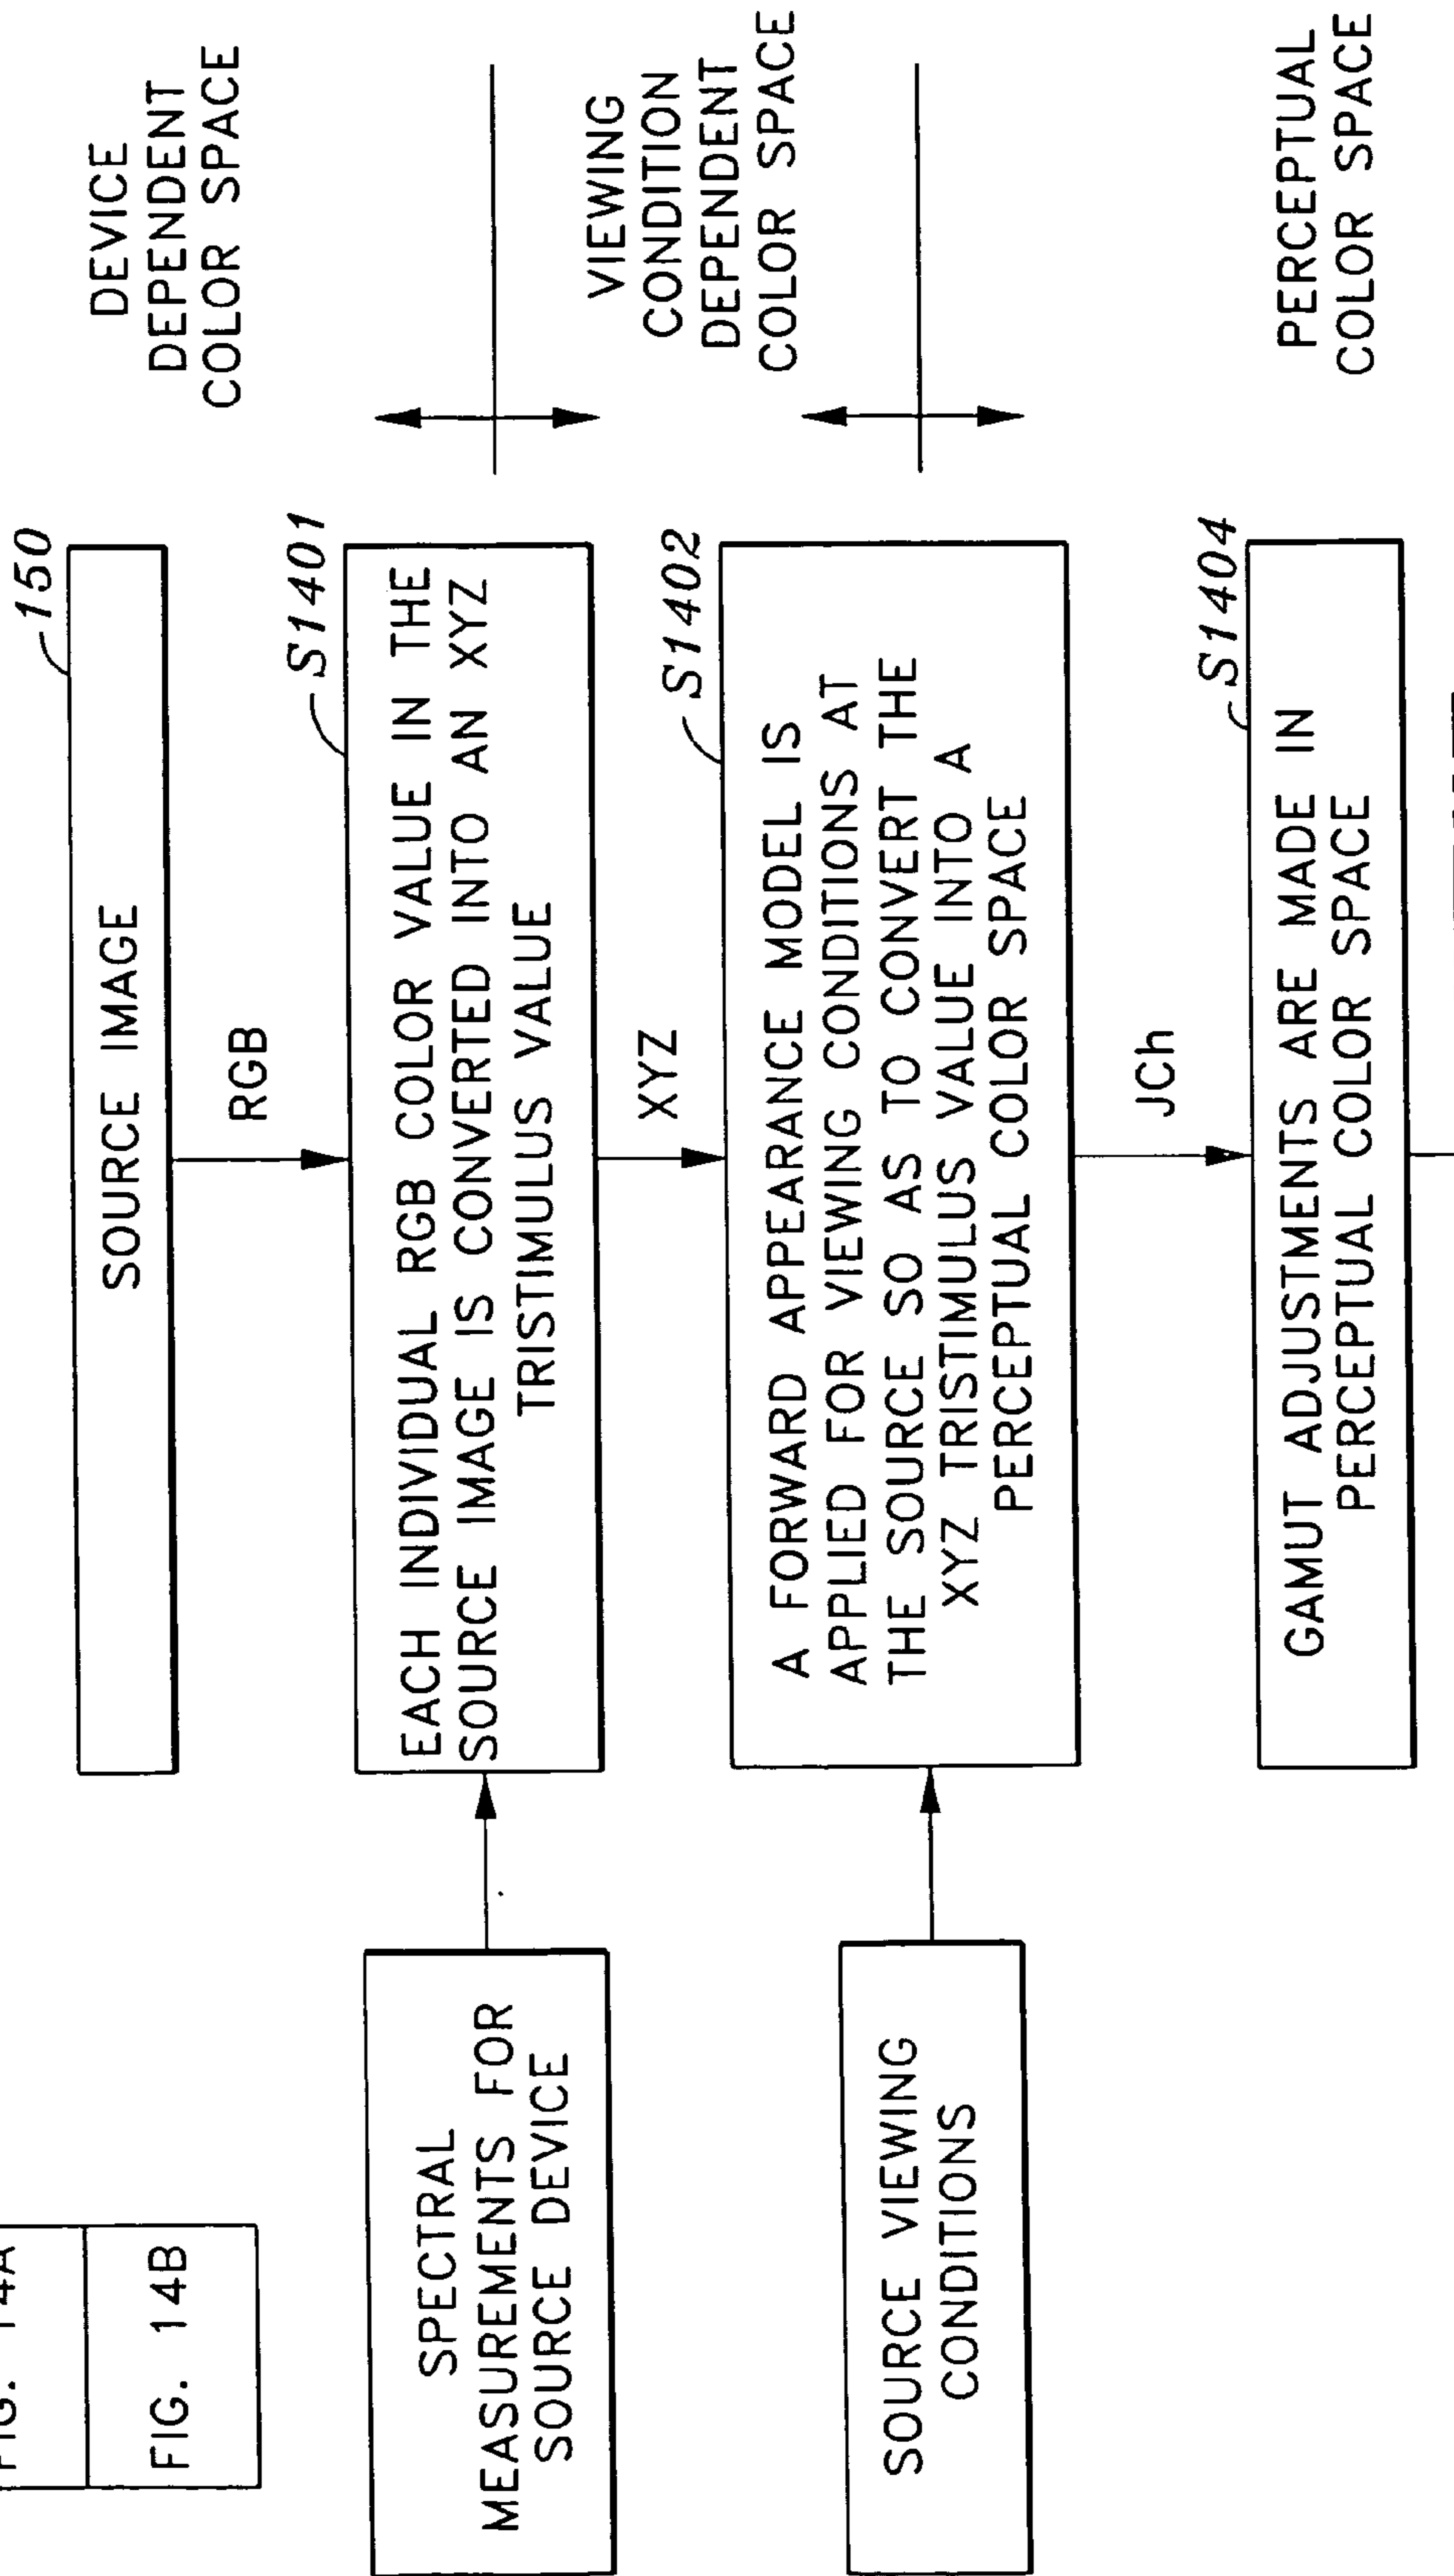 FIG. 14A
FIG. 14B
150
SOURCE IMAGE
DEVICE
DEPENDENT
COLOR SPACE
RGB
S1401
SPECTRAL
MEASUREMENTS FOR
SOURCE DEVICE
EACH INDIVIDUAL RGB COLOR VALUE IN THE
SOURCE IMAGE IS CONVERTED INTO AN XYZ
TRISTIMULUS VALUE
VIEWING
CONDITION
DEPENDENT
COLOR SPACE
XYZ
S1402
SOURCE VIEWING
CONDITIONS
A FORWARD APPEARANCE MODEL IS
APPLIED FOR VIEWING CONDITIONS AT
THE SOURCE SO AS TO CONVERT THE
XYZ TRISTIMULUS VALUE INTO A
PERCEPTUAL COLOR SPACE
JCh
S1404
GAMUT ADJUSTMENTS ARE MADE IN
PERCEPTUAL COLOR SPACE
PERCEPTUAL
COLOR SPACE